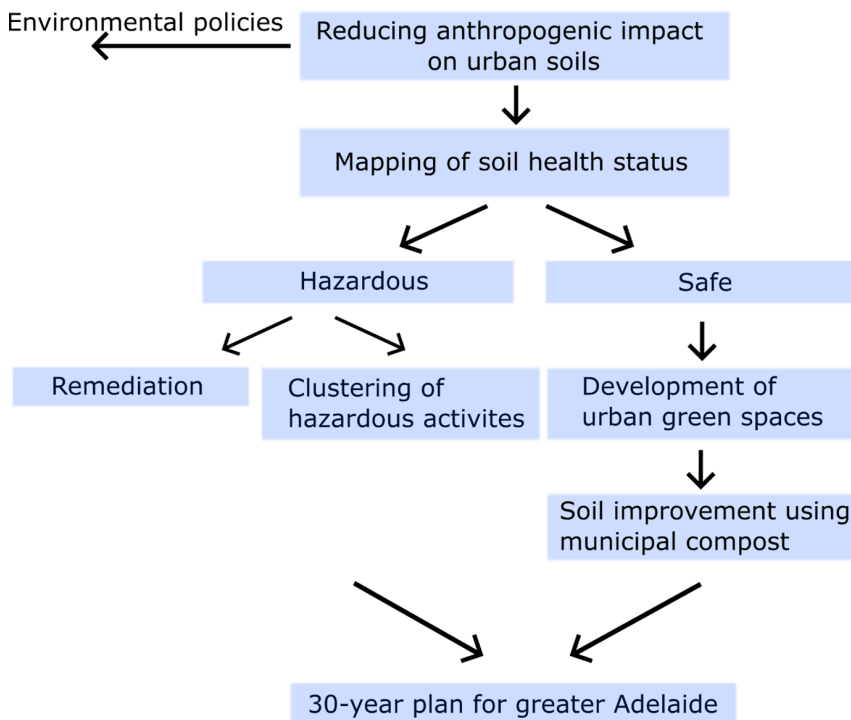 Environmental policies
Reducing anthropogenic impact
on urban soils
Mapping of soil health status
Hazardous
Safe
Remediation
Clustering of
hazardous activites
Development of
urban green spaces
Soil improvement using
municipal compost
30-year plan for greater Adelaide